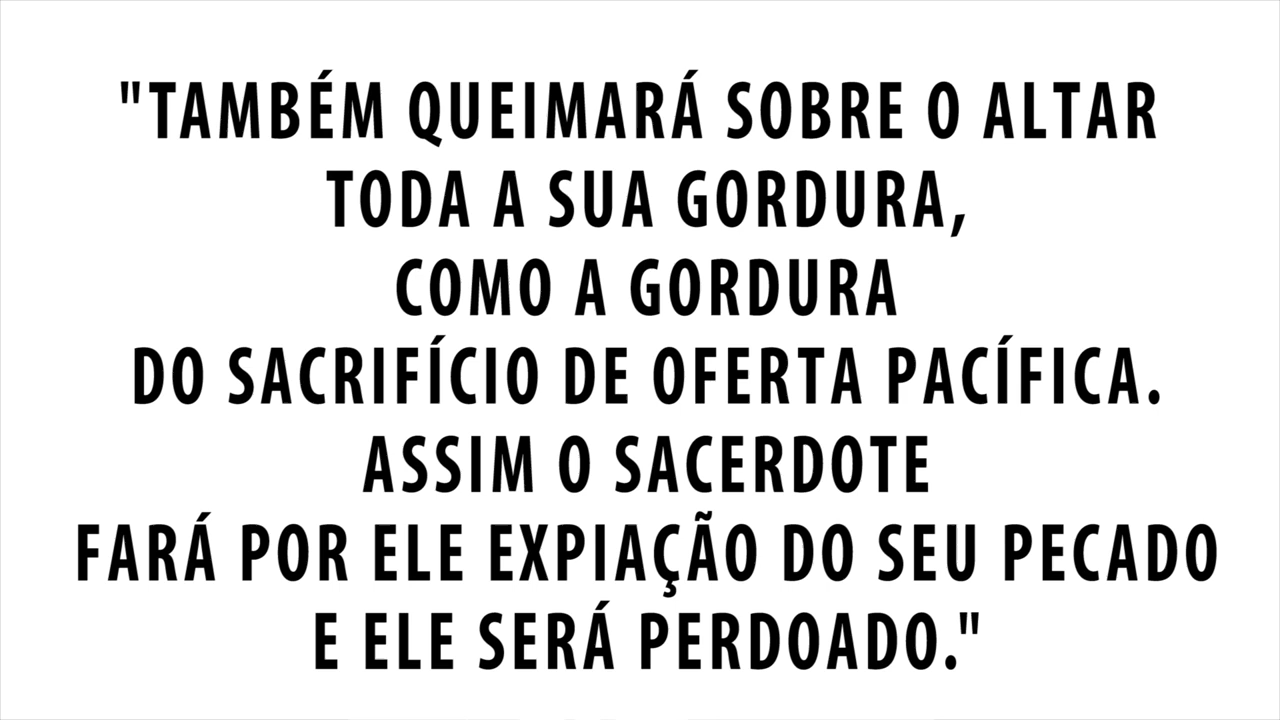 "TAMBÉM QUEIMARÁ SOBRE O ALTAR
TODA A SUA GORDURA,
COMO A GORDURA
DO SACRIFÍCIO DE OFERTA PACÍFICA.
ASSIM O SACERDOTE
FARÁ POR ELE EXPIAÇÃO DO SEU PECADO
E ELE SERÁ PERDOADO."